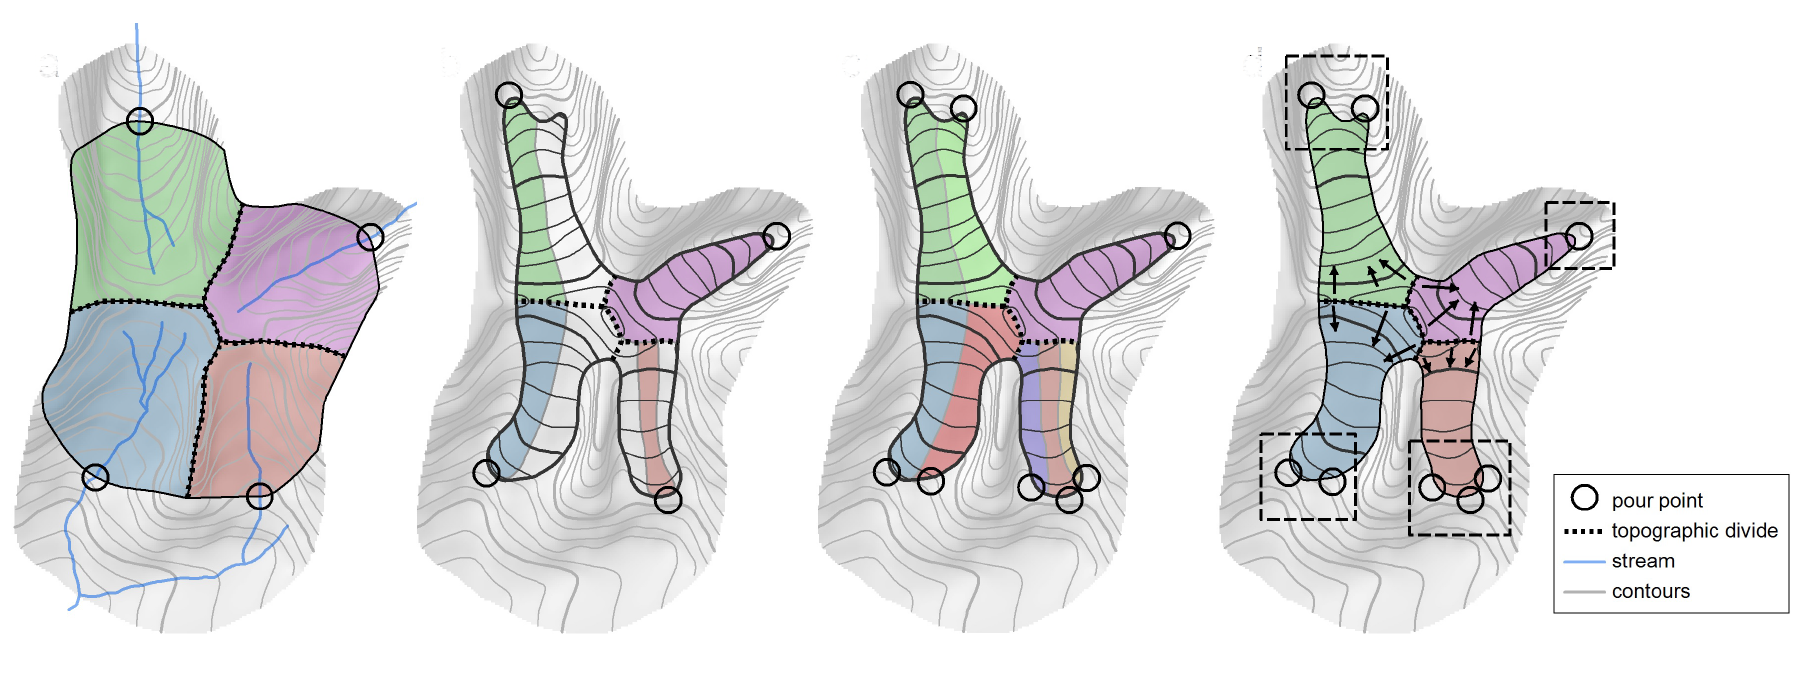 pour point
topographic divide
stream
contours